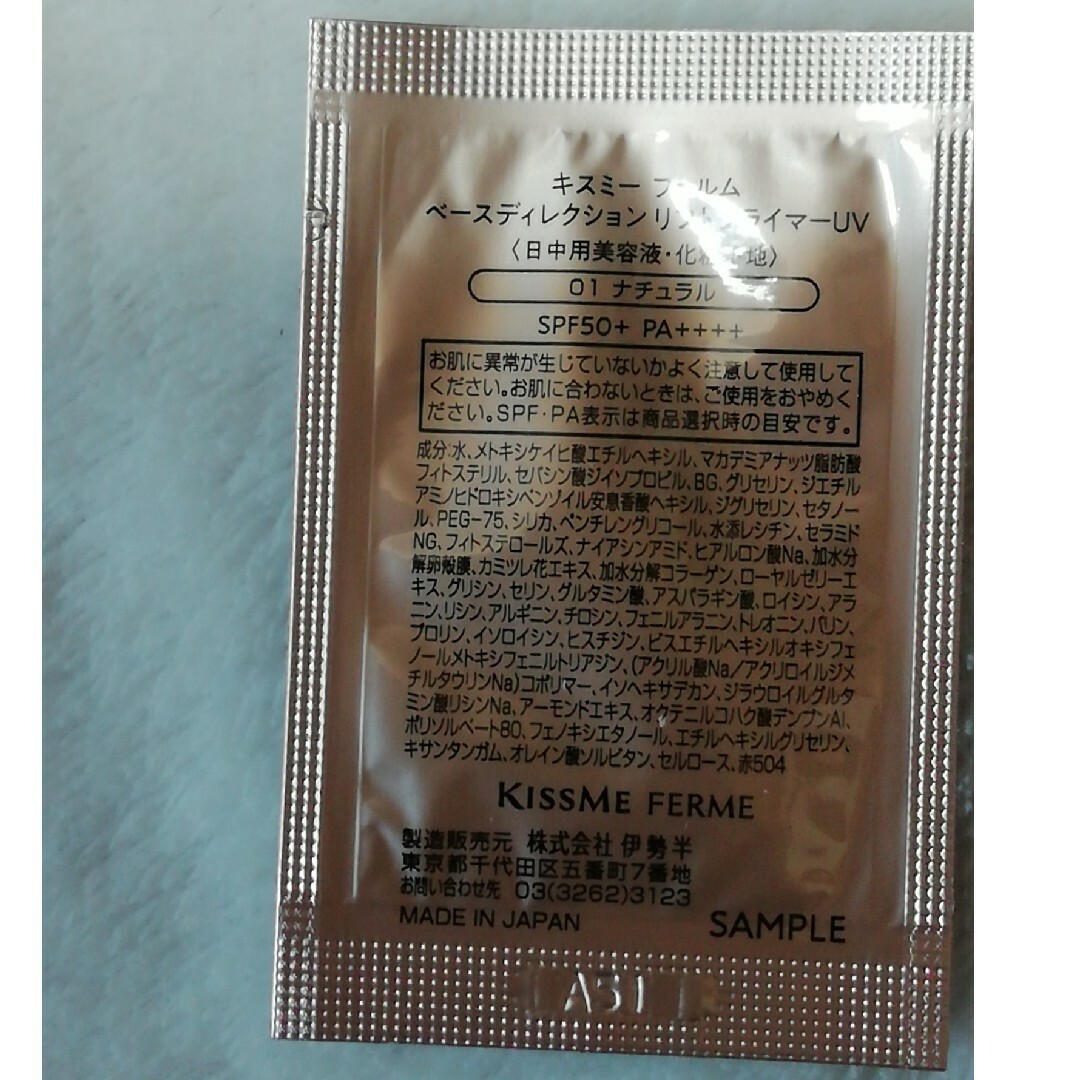 キスミー フェルム
ベースディレクション リフトプライマーUV
〈日中用美容液・化粧下地〉
01 ナチュラル
SPF50+ PA++++
お肌に異常が生じていないかよく注意して使用して
ください。お肌に合わないときは、ご使用をおやめく
ださい。SPF・PA表示は商品選択時の目安です。
成分:水、メトキシケイヒ酸エチルヘキシル、マカデミアナッツ脂肪酸
フィトステリル、セバシン酸ジイソプロピル、BG、グリセリン、ジエチル
アミノヒドロキシベンゾイル安息香酸ヘキシル、ジグリセリン、セタノー
ル、PEG-75、シリカ、ペンチレングリコール、水添レシチン、セラミド
NG、フィトステロールズ、ナイアシンアミド、ヒアルロン酸Na、加水分
解卵殻膜、カミツレ花エキス、加水分解コラーゲン、ローヤルゼリーエ
キス、グリシン、セリン、グルタミン酸、アスパラギン酸、ロイシン、アラ
ニン、リシン、アルギニン、チロシン、フェニルアラニン、トレオニン、バリン、
プロリン、イソロイシン、ヒスチジン、ビスエチルヘキシルオキシフェ
ノールメトキシフェニルトリアジン、(アクリル酸Na/アクリロイルジメ
チルタウリンNa)コポリマー、イソヘキサデカン、ジラウロイルグルタ
ミン酸リシンNa、アーモンドエキス、オクテニルコハク酸デンプンAl、
ポリソルベート80、フェノキシエタノール、エチルヘキシルグリセリン、
キサンタンガム、オレイン酸ソルビタン、セルロース、赤504
KISSME FERME
製造販売元 株式会社 伊勢半
東京都千代田区五番町7番地
お問い合わせ先 03(3262)3123
MADE IN JAPAN SAMPLE